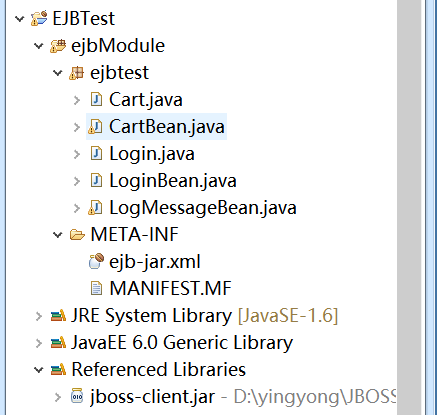 EJBTest
ejbModule
ejbtest
Cart.java
CartBean.java
Login.java
LoginBean.java
LogMessageBean.java
META-INF
ejb-jar.xml
MANIFEST.MF
JRE System Library [JavaSE-1.6]
JavaEE 6.0 Generic Library
Referenced Libraries
jboss-client.jar - D:\yingyong\JBOSS